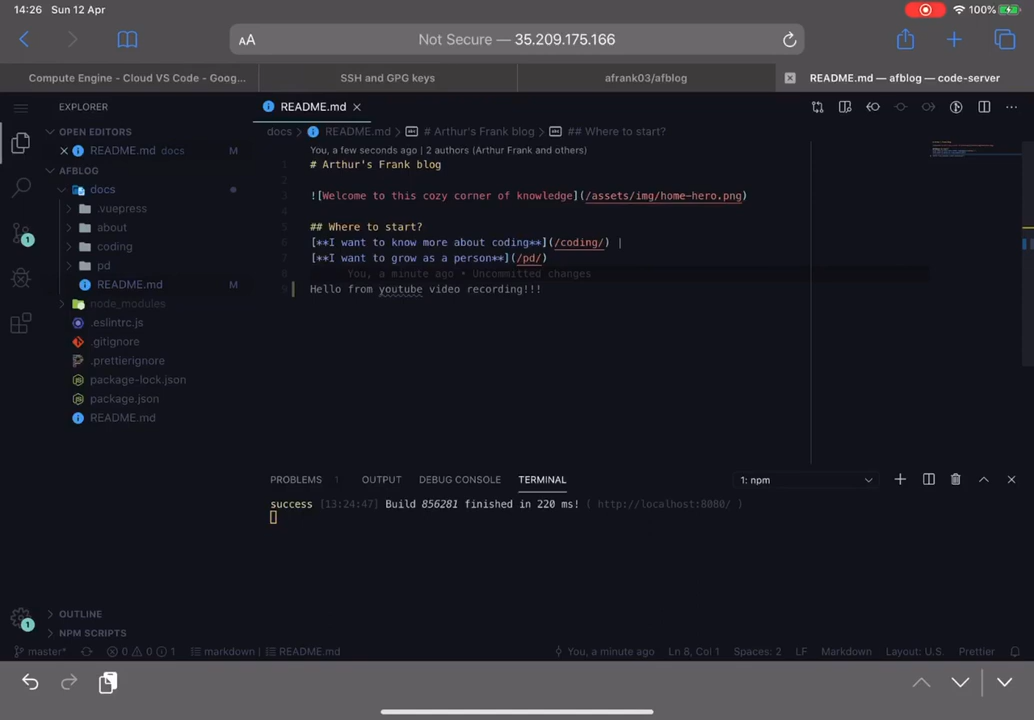 14:26 Sun 12 Apr 100%
AA Not Secure — 35.209.175.166
Compute Engine - Cloud VS Code - Goog... SSH and GPG keys afrank03/afblog README.md — afblog — code-server
EXPLORER README.md
OPEN EDITORS docs > README.md > # Arthur's Frank blog > ## Where to start?
README.md docs M You, a few seconds ago | 2 authors (Arthur Frank and others)
AFBLOG 1 # Arthur's Frank blog
docs 2
.vuepress 3 ![Welcome to this cozy corner of knowledge](/assets/img/home-hero.png)
about 4
coding 5 ## Where to start?
pd 6 [**I want to know more about coding**](/coding/) |
README.md M 7 [**I want to grow as a person**](/pd/)
node_modules 8 You, a minute ago • Uncommitted changes
.eslintrc.js 9 Hello from youtube video recording!!!
.gitignore
.prettierignore
package-lock.json
package.json
README.md
PROBLEMS 1 OUTPUT DEBUG CONSOLE TERMINAL 1: npm
success [13:24:47] Build 856281 finished in 220 ms! ( http://localhost:8080/ )
OUTLINE
NPM SCRIPTS
1
1
master* 0 0 1 markdown | README.md You, a minute ago Ln 8, Col 1 Spaces: 2 LF Markdown Layout: U.S. Prettier